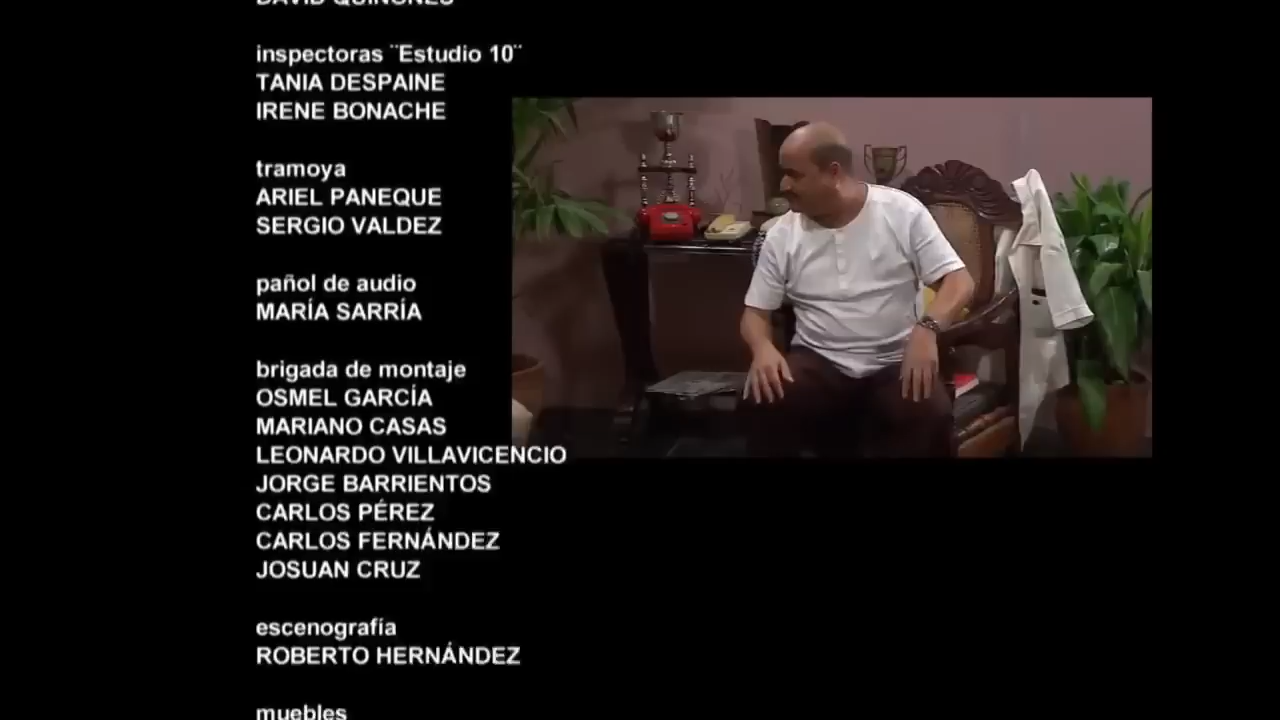 DAVID QUIÑONES
inspectoras ¨Estudio 10¨
TANIA DESPAINE
IRENE BONACHE
tramoya
ARIEL PANEQUE
SERGIO VALDEZ
pañol de audio
MARÍA SARRÍA
brigada de montaje
OSMEL GARCÍA
MARIANO CASAS
LEONARDO VILLAVICENCIO
JORGE BARRIENTOS
CARLOS PÉREZ
CARLOS FERNÁNDEZ
JOSUAN CRUZ
escenografía
ROBERTO HERNÁNDEZ
muebles